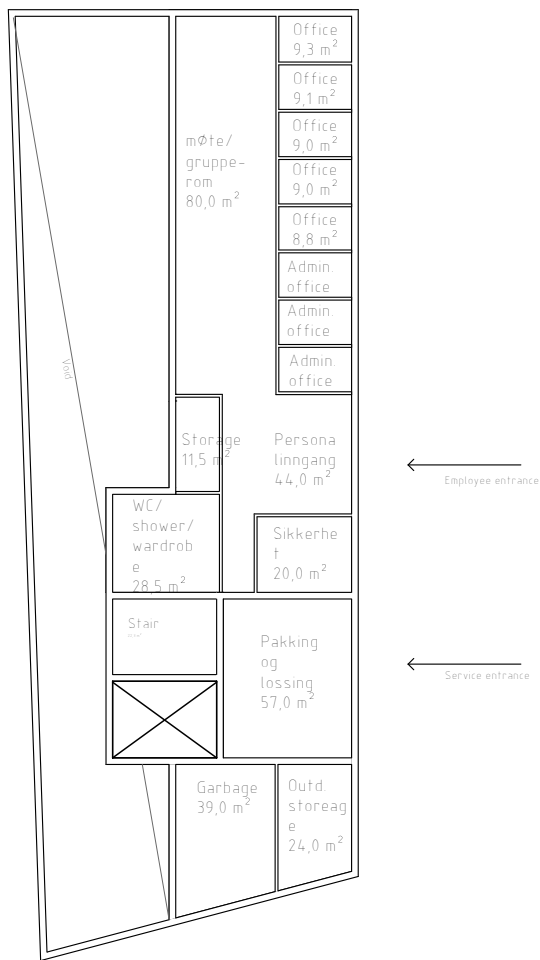 Office
9,3 m²
Office
9,1 m²
Office
9,0 m²
Office
9,0 m²
Office
8,8 m²
Admin.
office
Admin.
office
Admin.
office
mØte/
gruppe-
rom
80,0 m²
Void
Storage
11,5 m²
Persona
linngang
44,0 m²
Employee entrance
WC/
shower/
wardrob
e
28,5 m²
Sikkerhe
t
20,0 m²
Stair
Pakking
og
lossing
57,0 m²
Service entrance
Garbage
39,0 m²
Outd.
storeag
e
24,0 m²